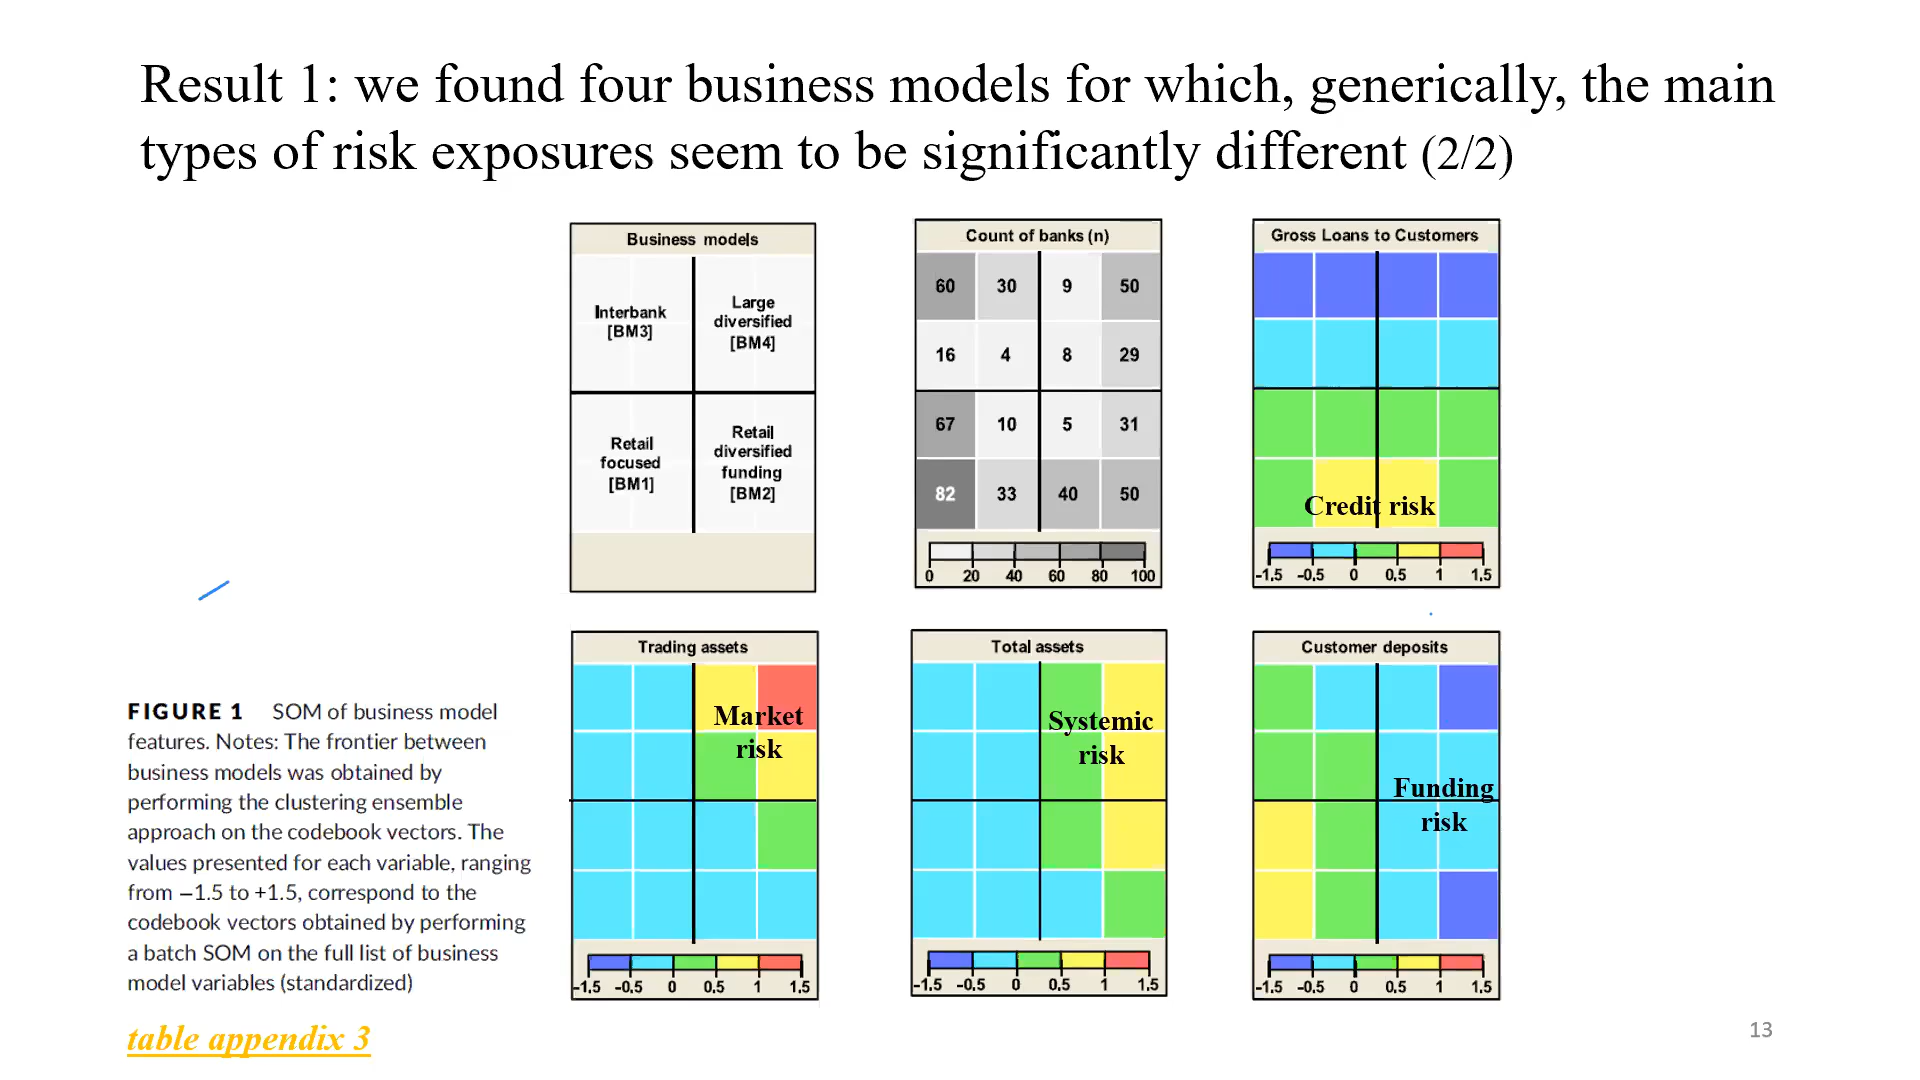 Result 1: we found four business models for which, generically, the main
types of risk exposures seem to be significantly different (2/2)
Business models
Interbank
[BM3]
Large
diversified
[BM4]
Retail
focused
[BM1]
Retail
diversified
funding
[BM2]
Count of banks (n)
60 30 9 50
16 4 8 29
67 10 5 31
82 33 40 50
0 20 40 60 80 100
Gross Loans to Customers
Credit risk
-1.5 -0.5 0 0.5 1 1.5
Trading assets
Market
risk
-1.5 -0.5 0 0.5 1 1.5
Total assets
Systemic
risk
-1.5 -0.5 0 0.5 1 1.5
Customer deposits
Funding
risk
-1.5 -0.5 0 0.5 1 1.5
FIGURE 1 SOM of business model
features. Notes: The frontier between
business models was obtained by
performing the clustering ensemble
approach on the codebook vectors. The
values presented for each variable, ranging
from −1.5 to +1.5, correspond to the
codebook vectors obtained by performing
a batch SOM on the full list of business
model variables (standardized)
table appendix 3
13